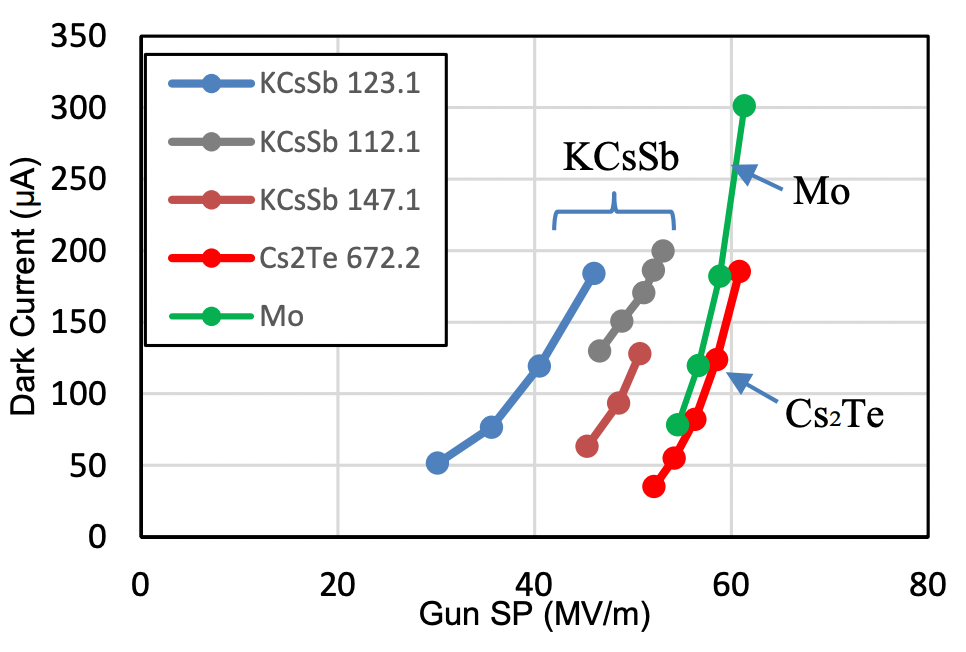 350
300
250
200
150
100
50
0
Dark Current (µA)
KCsSb 123.1
KCsSb 112.1
KCsSb 147.1
Cs2Te 672.2
Mo
KCsSb
Mo
Cs₂Te
0 20 40 60 80
Gun SP (MV/m)